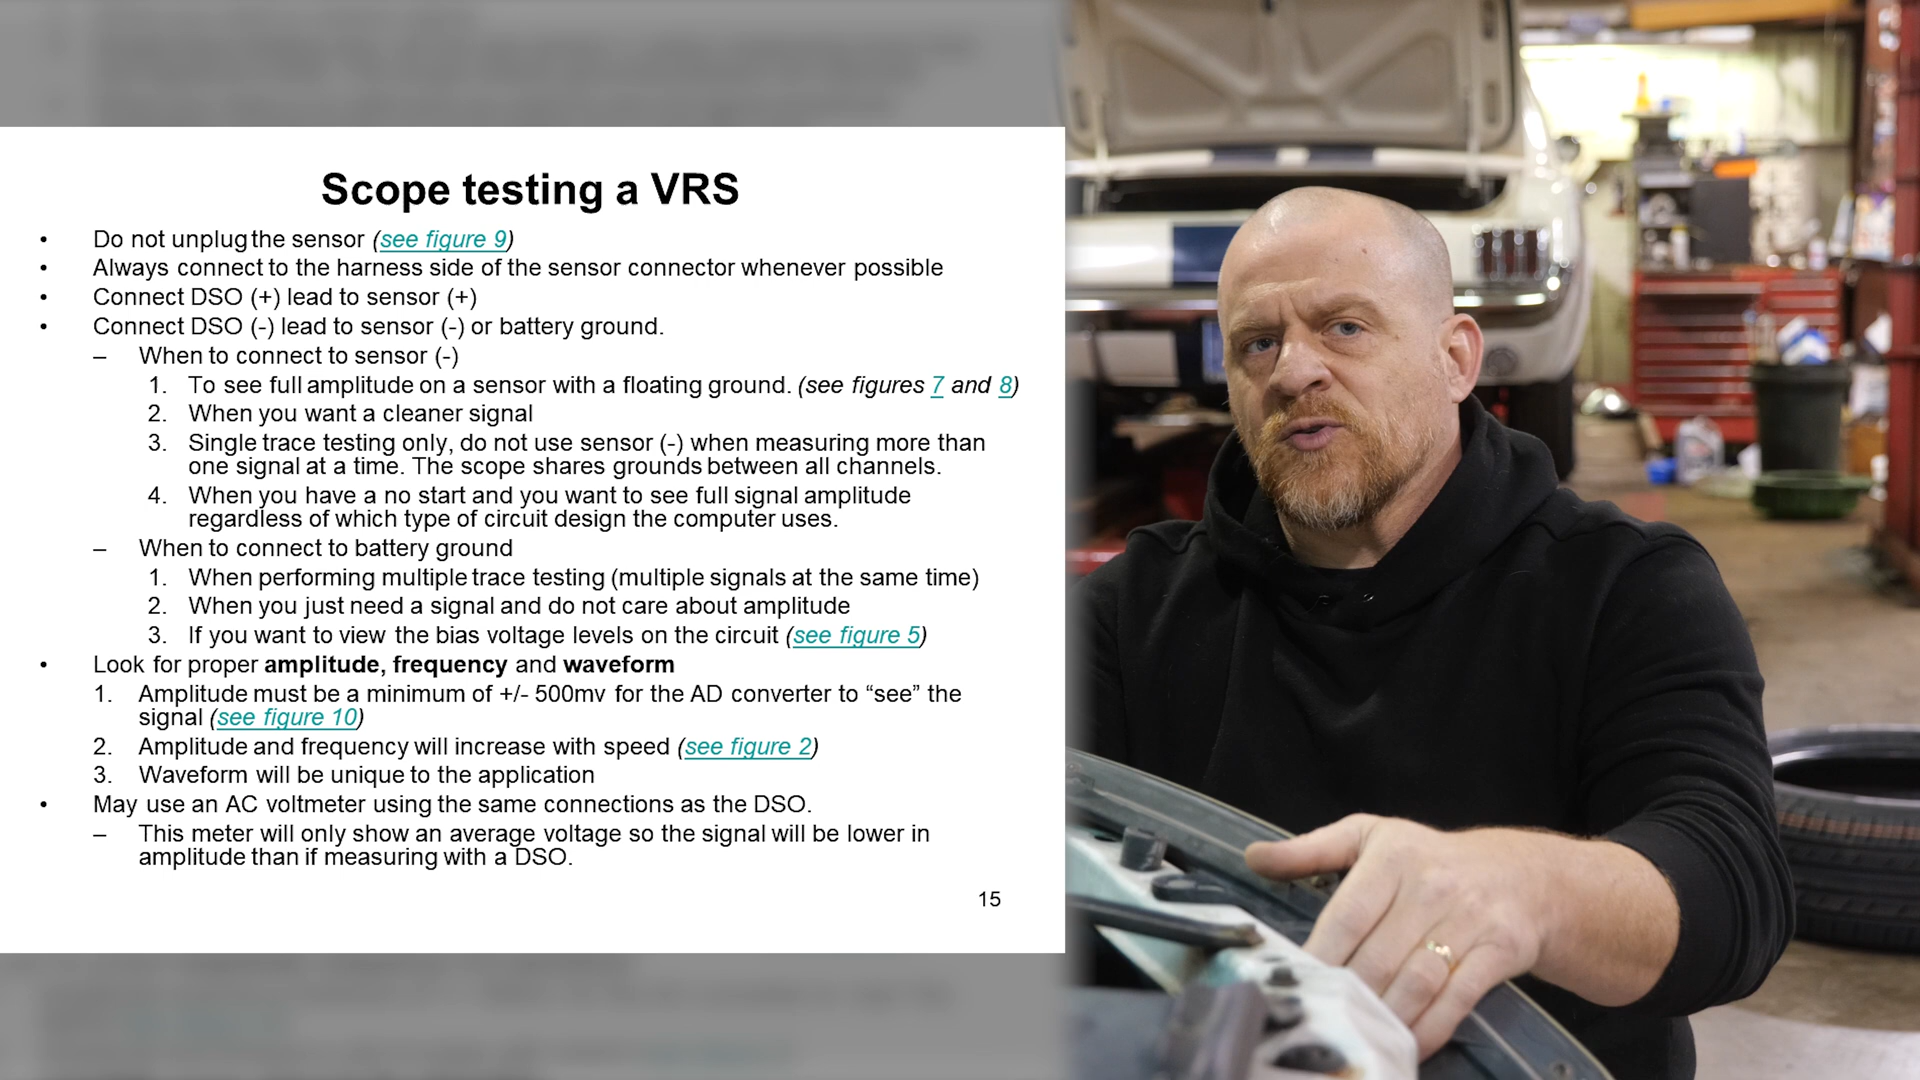 Scope testing a VRS
• Do not unplug the sensor (see figure 9)
• Always connect to the harness side of the sensor connector whenever possible
• Connect DSO (+) lead to sensor (+)
• Connect DSO (-) lead to sensor (-) or battery ground.
– When to connect to sensor (-)
1. To see full amplitude on a sensor with a floating ground. (see figures 7 and 8)
2. When you want a cleaner signal
3. Single trace testing only, do not use sensor (-) when measuring more than
one signal at a time. The scope shares grounds between all channels.
4. When you have a no start and you want to see full signal amplitude
regardless of which type of circuit design the computer uses.
– When to connect to battery ground
1. When performing multiple trace testing (multiple signals at the same time)
2. When you just need a signal and do not care about amplitude
3. If you want to view the bias voltage levels on the circuit (see figure 5)
• Look for proper amplitude, frequency and waveform
1. Amplitude must be a minimum of +/- 500mv for the AD converter to “see” the
signal (see figure 10)
2. Amplitude and frequency will increase with speed (see figure 2)
3. Waveform will be unique to the application
• May use an AC voltmeter using the same connections as the DSO.
– This meter will only show an average voltage so the signal will be lower in
amplitude than if measuring with a DSO.
15